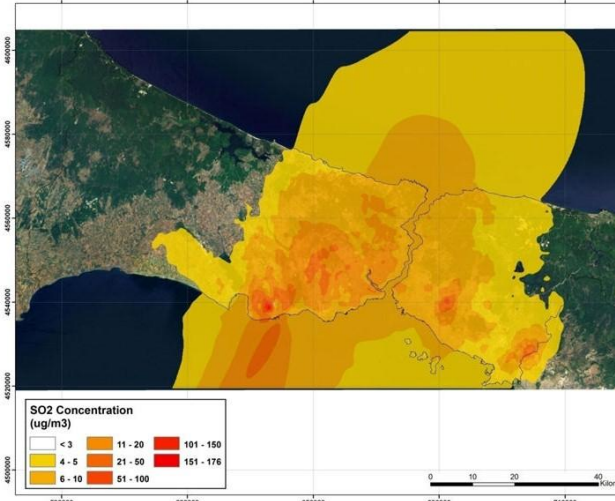 4600000
4580000
4560000
4540000
4520000
4500000
SO2 Concentration
(ug/m3)
< 3 11 - 20 101 - 150
4 - 5 21 - 50 151 - 176
6 - 10 51 - 100
0 10 20 40